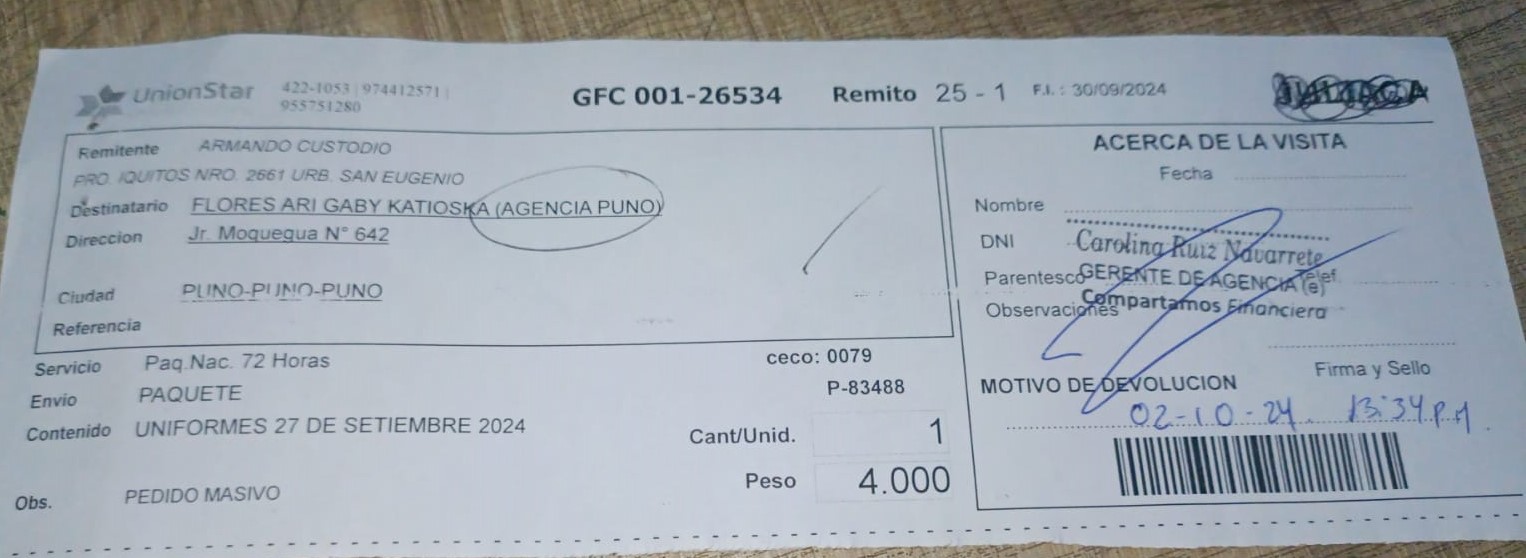 UnionStar
422-1053 | 974412571 |
955751280
GFC 001-26534
Remito 25 - 1
F.I. : 30/09/2024
JULIACA
Remitente ARMANDO CUSTODIO
PRO. IQUITOS NRO. 2661 URB. SAN EUGENIO
Destinatario FLORES ARI GABY KATIOSKA (AGENCIA PUNO)
Direccion Jr. Moquegua N° 642
Ciudad PUNO-PUNO-PUNO
Referencia
Servicio Paq.Nac. 72 Horas
ceco: 0079
Envio PAQUETE
P-83488
Contenido UNIFORMES 27 DE SETIEMBRE 2024
Cant/Unid. 1
Peso 4.000
Obs. PEDIDO MASIVO
ACERCA DE LA VISITA
Fecha
Nombre
DNI
Carolina Ruiz Navarrete
Parentesco
Telef
GERENTE DE AGENCIA (e)
Observaciones
Compartamos Financiera
Firma y Sello
MOTIVO DE DEVOLUCION
02-10-24. 13:34 P.M.